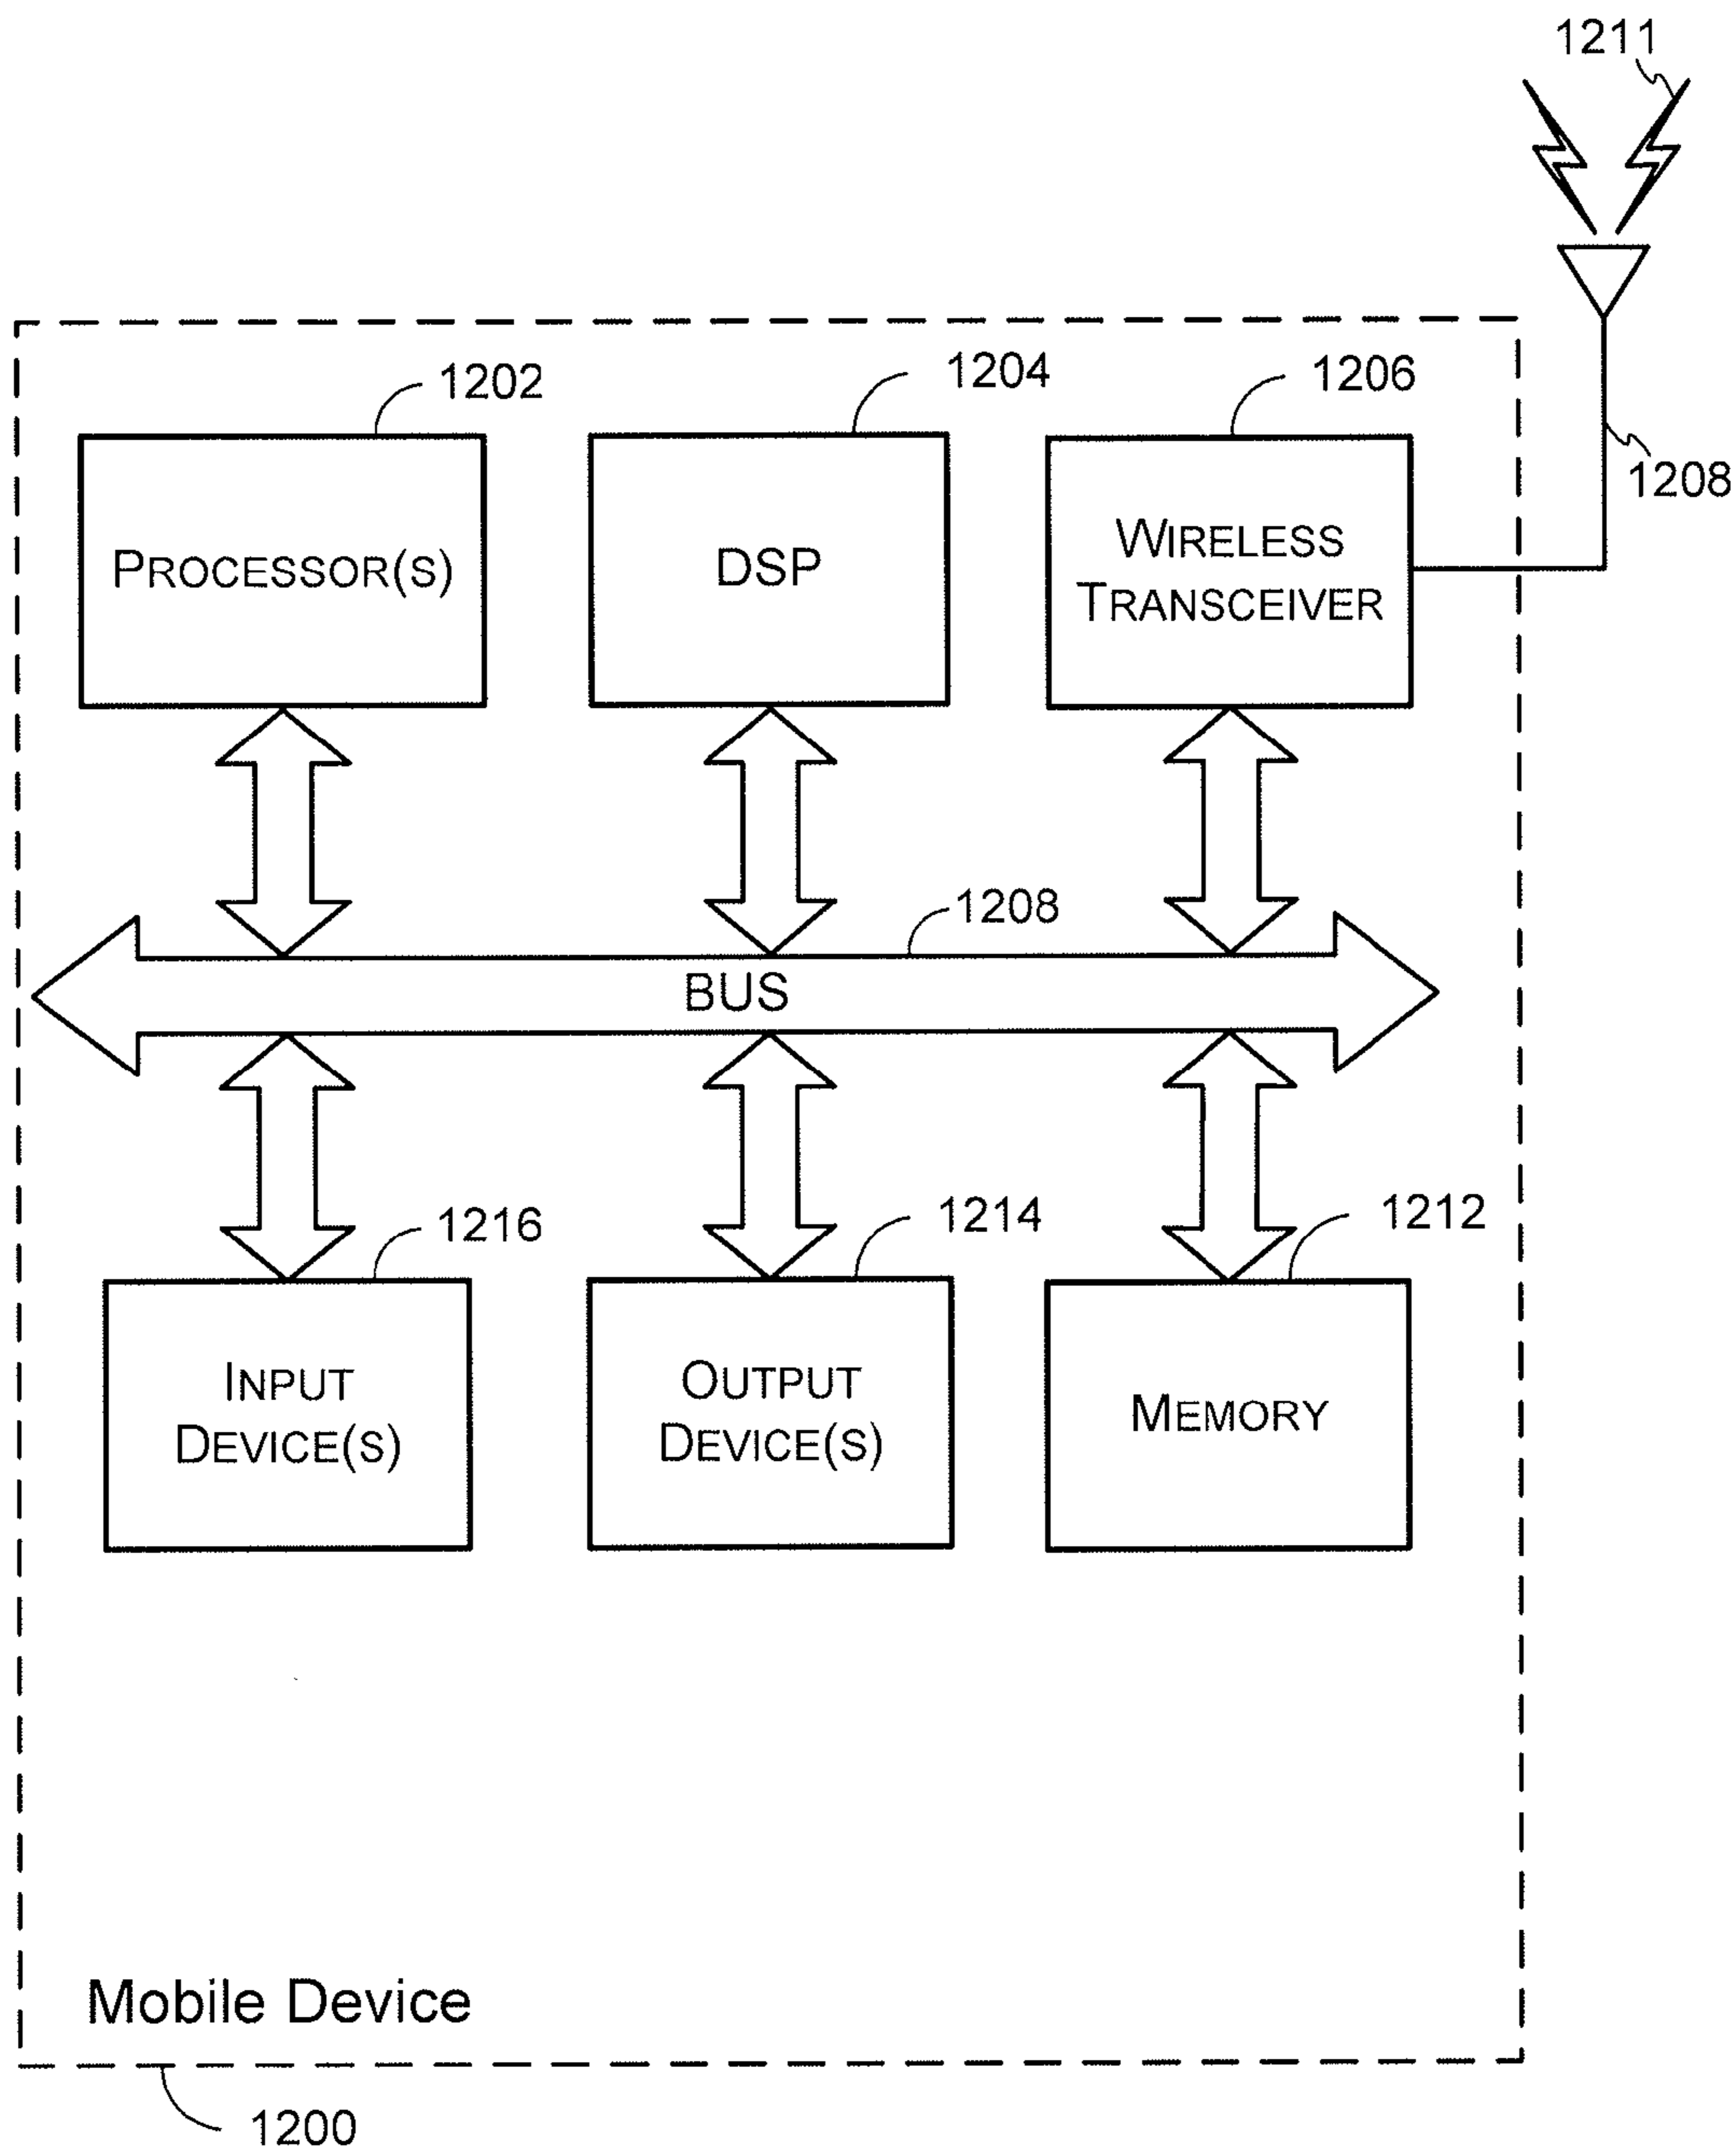 1211
1202
1204
1206
1208
PROCESSOR(S)
DSP
WIRELESS
TRANSCEIVER
1208
BUS
1216
1214
1212
INPUT
DEVICE(S)
OUTPUT
DEVICE(S)
MEMORY
Mobile Device
1200